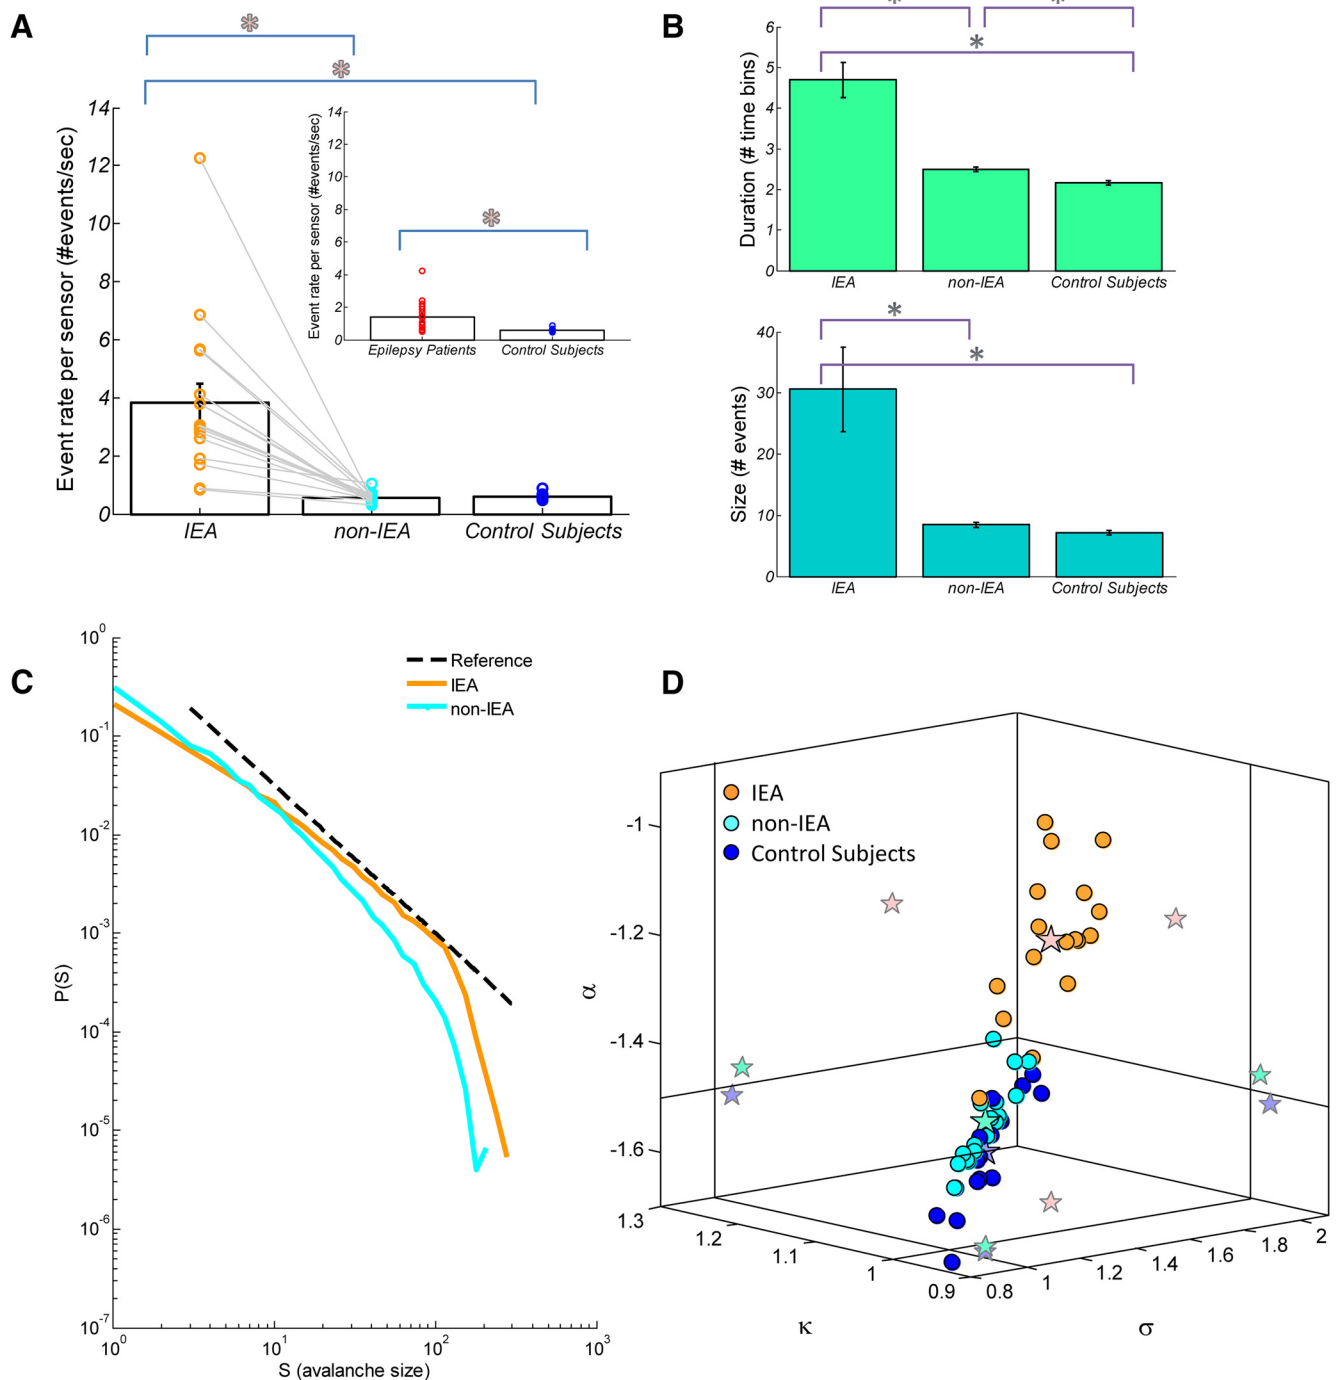 A
*
*
Event rate per sensor (#events/sec)
14
12
10
8
6
4
2
0
IEA
non-IEA
Control Subjects
Event rate per sensor (#events/sec)
14
12
10
8
6
4
2
0
*
Epilepsy Patients
Control Subjects
B
*
*
*
Duration (# time bins)
6
5
4
3
2
1
0
IEA
non-IEA
Control Subjects
*
*
Size (# events)
40
30
20
10
0
IEA
non-IEA
Control Subjects
C
P(S)
10^0
10^-1
10^-2
10^-3
10^-4
10^-5
10^-6
10^-7
Reference
IEA
non-IEA
10^0
10^1
10^2
10^3
S (avalanche size)
D
IEA
non-IEA
Control Subjects
α
-1
-1.2
-1.4
-1.6
1.3
1.2
1.1
1
0.9
κ
0.8
1
1.2
1.4
1.6
1.8
2
σ